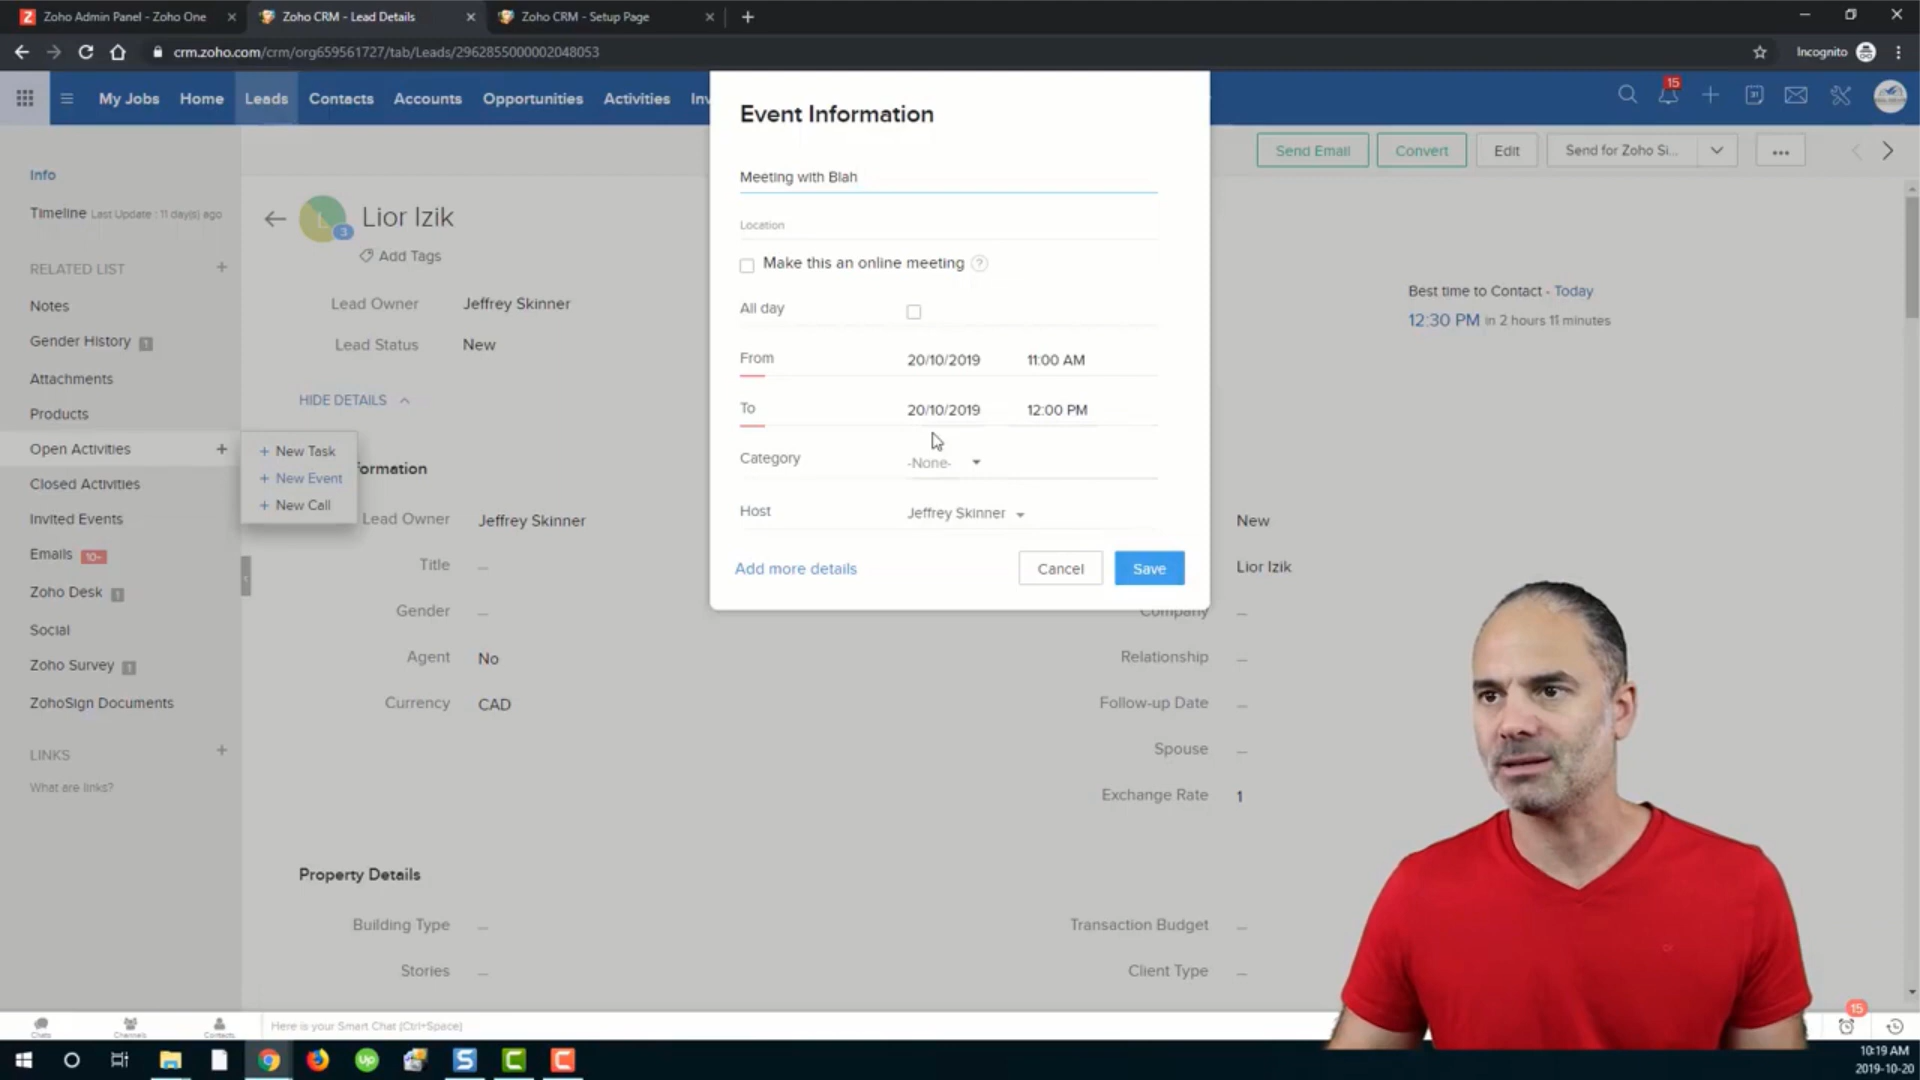 Zoho Admin Panel - Zoho One
Zoho CRM - Lead Details
Zoho CRM - Setup Page
crm.zoho.com/crm/org659561727/tab/Leads/2962855000002048053
Incognito
My Jobs
Home
Leads
Contacts
Accounts
Opportunities
Activities
Inv
15
31
Send Email
Convert
Edit
Send for Zoho Si...
Info
Timeline Last Update : 11 day(s) ago
RELATED LIST
Notes
Gender History 1
Attachments
Products
Open Activities
Closed Activities
Invited Events
Emails 10+
Zoho Desk 1
Social
Zoho Survey 1
ZohoSign Documents
LINKS
What are links?
+ New Task
+ New Event
+ New Call
L
3
Lior Izik
Add Tags
Lead Owner Jeffrey Skinner
Lead Status New
HIDE DETAILS
formation
Lead Owner Jeffrey Skinner
Title
Gender
Agent No
Currency CAD
Property Details
Building Type
Stories
Event Information
Meeting with Blah
Location
Make this an online meeting ?
All day
From 20/10/2019 11:00 AM
To 20/10/2019 12:00 PM
Category -None-
Host Jeffrey Skinner
Add more details
Cancel
Save
Best time to Contact - Today
12:30 PM in 2 hours 11 minutes
New
Lior Izik
Company
Relationship
Follow-up Date
Spouse
Exchange Rate 1
Transaction Budget
Client Type
Chats
Channels
Contacts
Here is your Smart Chat (Ctrl+Space)
15
Up
S
C
C
10:19 AM
2019-10-20